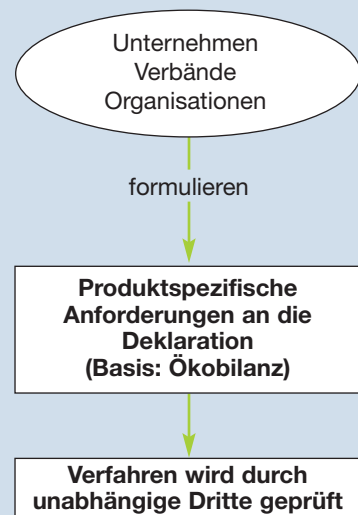 Unternehmen
Verbände
Organisationen
formulieren
Produktspezifische
Anforderungen an die
Deklaration
(Basis: Ökobilanz)
Verfahren wird durch
unabhängige Dritte geprüft